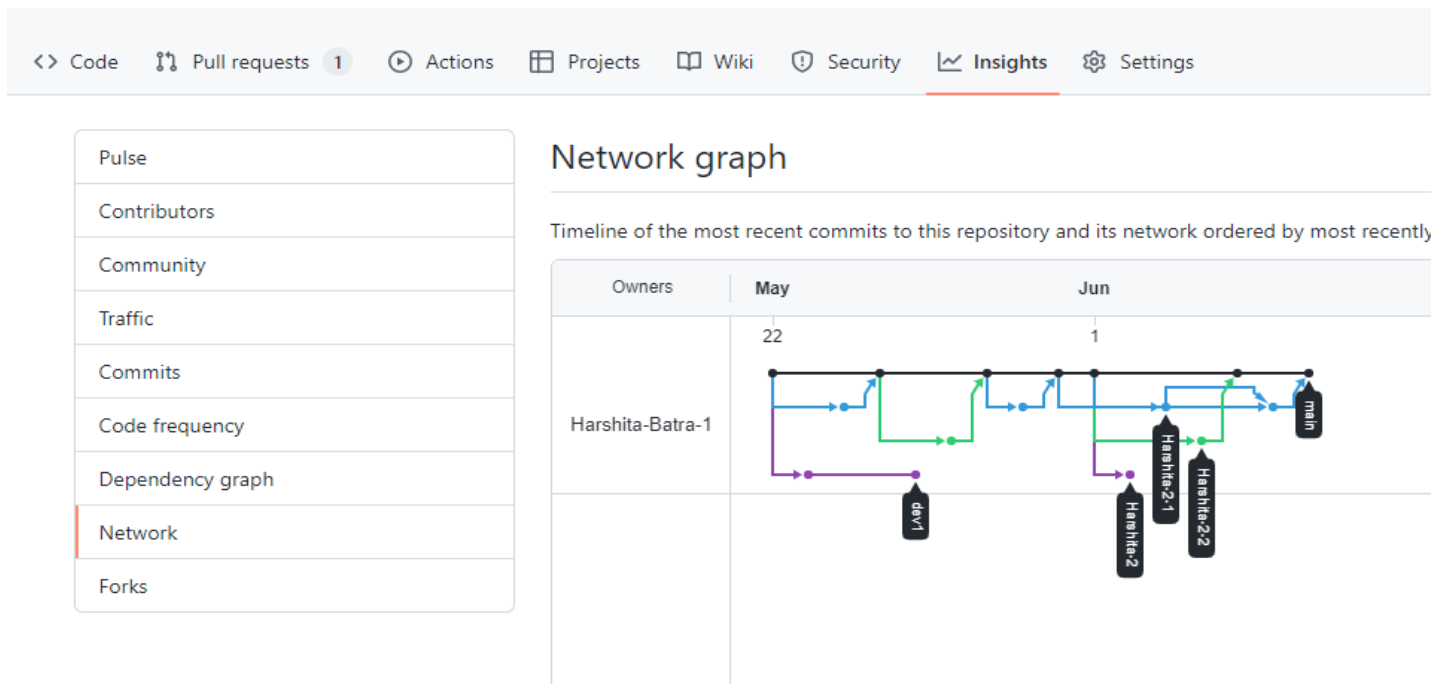 Code Pull requests 1 Actions Projects Wiki Security Insights Settings
Pulse
Contributors
Community
Traffic
Commits
Code frequency
Dependency graph
Network
Forks
Network graph
Timeline of the most recent commits to this repository and its network ordered by most recently
Owners May Jun
22 1
Harshita-Batra-1
main
Harshita-2-1
Harshita-2-2
dev1
Harshita-2